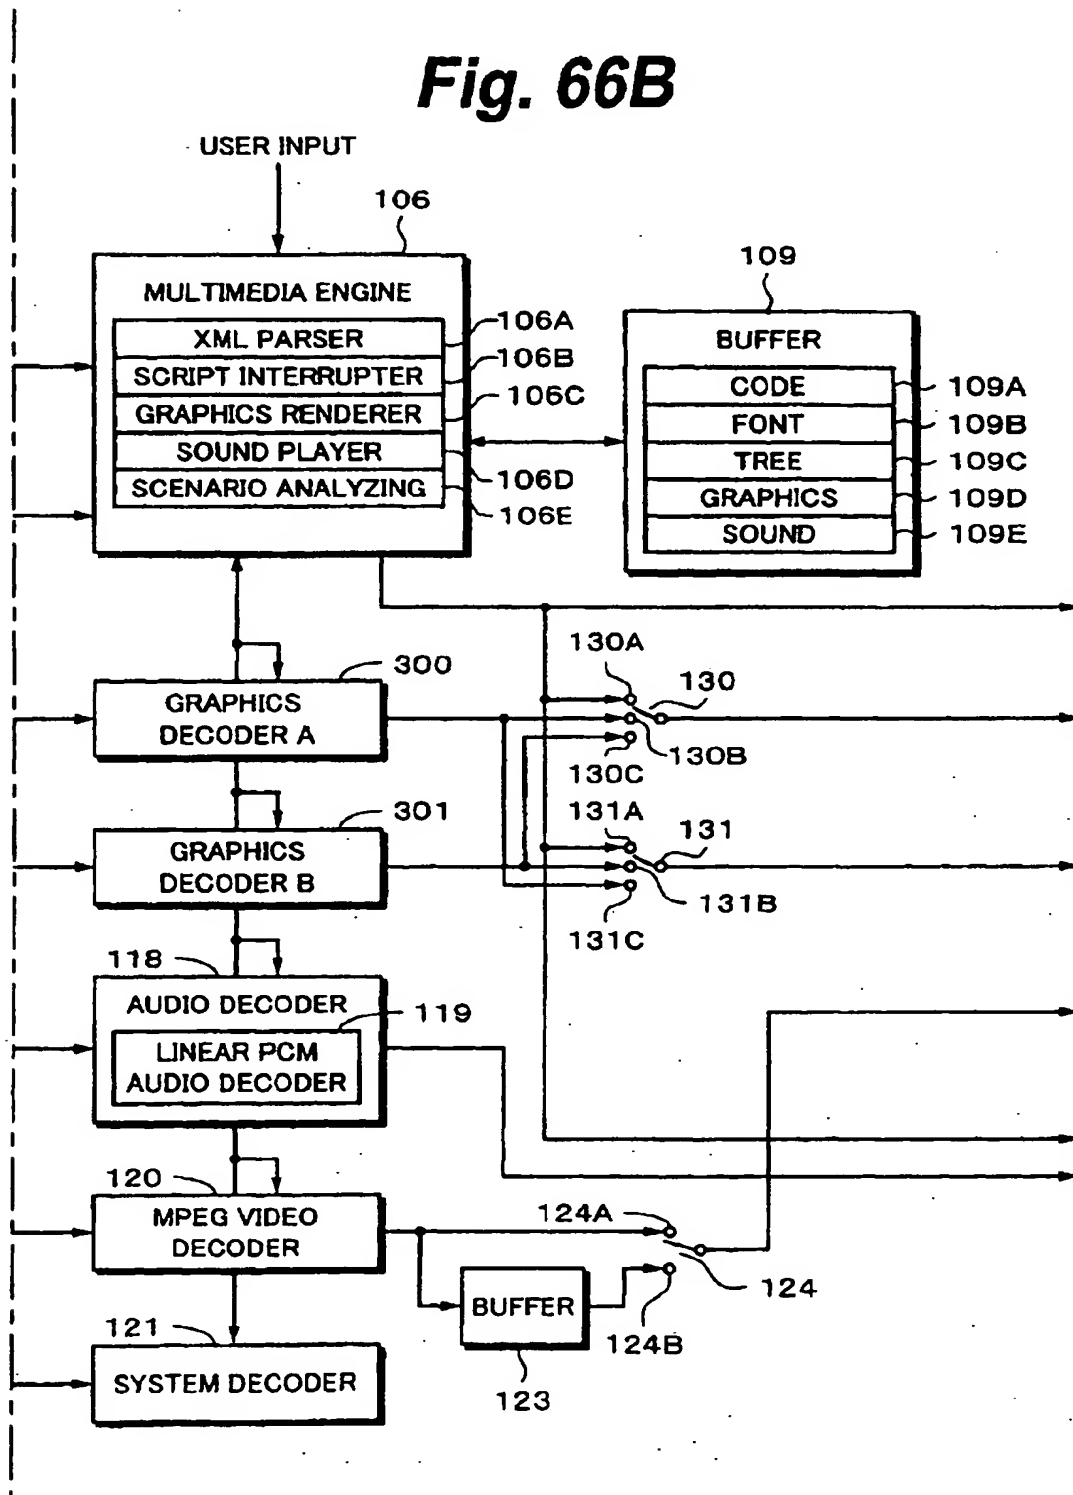 Fig. 66B
USER INPUT
106
MULTIMEDIA ENGINE
XML PARSER
106A
SCRIPT INTERRUPTER
106B
GRAPHICS RENDERER
106C
SOUND PLAYER
106D
SCENARIO ANALYZING
106E
109
BUFFER
CODE
109A
FONT
109B
TREE
109C
GRAPHICS
109D
SOUND
109E
300
GRAPHICS
DECODER A
130A
130
130B
130C
301
GRAPHICS
DECODER B
131A
131
131B
131C
118
AUDIO DECODER
119
LINEAR PCM
AUDIO DECODER
120
MPEG VIDEO
DECODER
124A
124
124B
BUFFER
123
121
SYSTEM DECODER